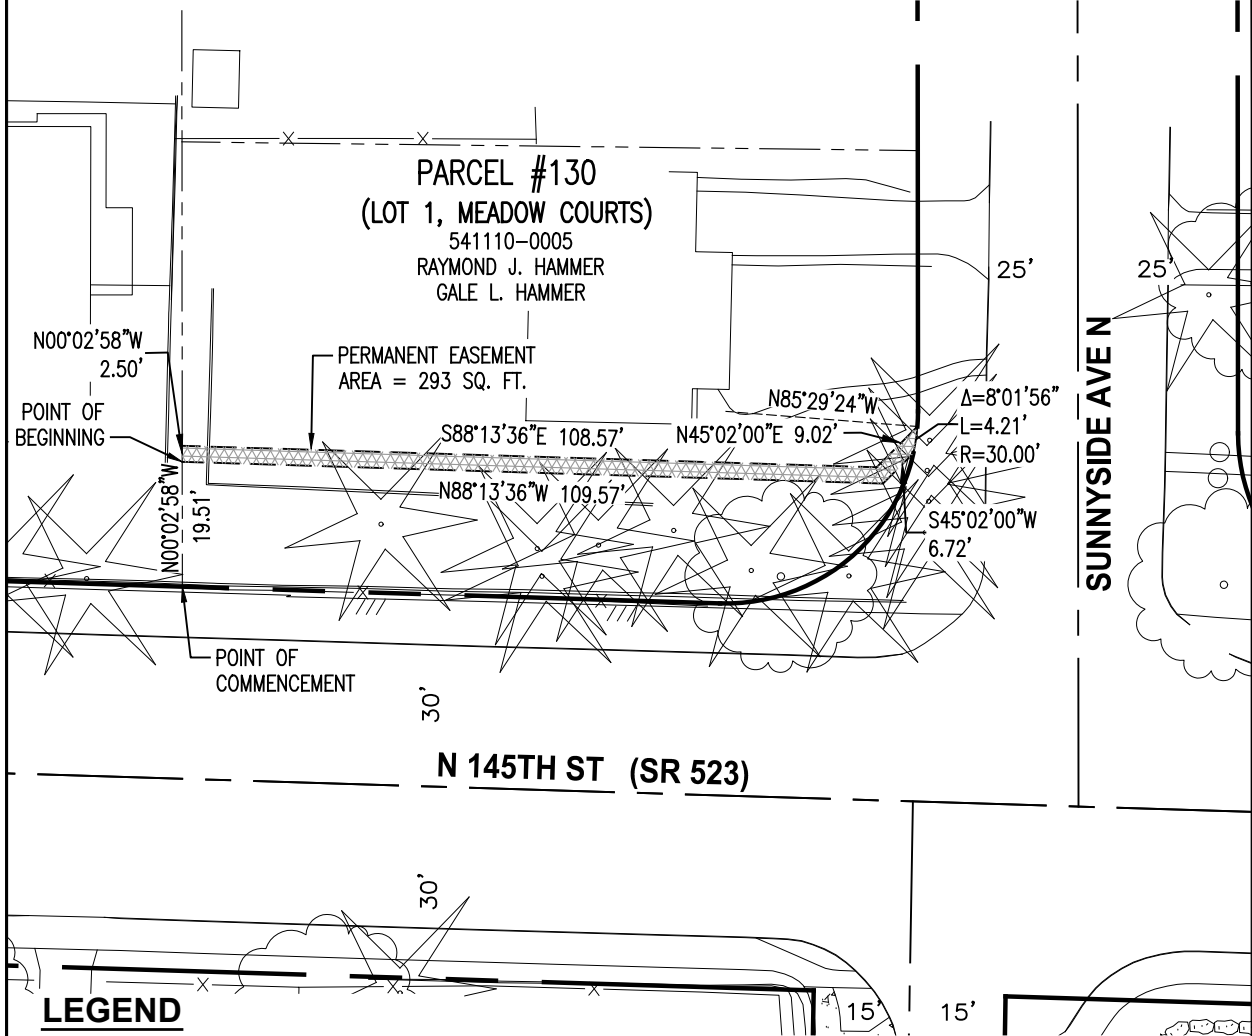 PARCEL #130
(LOT 1, MEADOW COURTS)
541110-0005
RAYMOND J. HAMMER
GALE L. HAMMER
25'
25'
SUNNYSIDE AVE N
N00°02'58"W
2.50'
PERMANENT EASEMENT
AREA = 293 SQ. FT.
POINT OF
BEGINNING
N85°29'24"W
Δ=8°01'56"
L=4.21'
R=30.00'
S88°13'36"E 108.57'
N45°02'00"E 9.02'
N88°13'36"W 109.57'
N00°02'58"W
19.51'
S45°02'00"W
6.72'
POINT OF
COMMENCEMENT
30'
N 145TH ST (SR 523)
30'
15'
15'
LEGEND